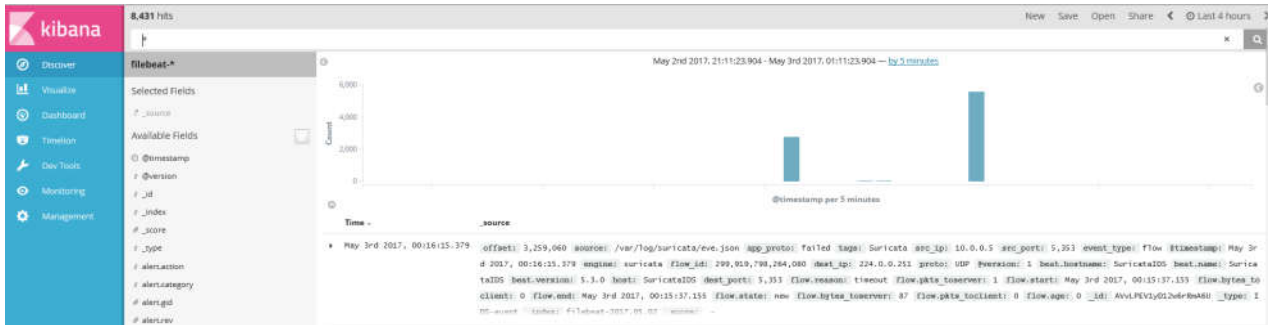 kibana
8,431 hits
New Save Open Share Last 4 hours
*
Discover
Visualize
Dashboard
Timelion
Dev Tools
Monitoring
Management
filebeat-*
Selected Fields
? _source
Available Fields
@timestamp
t @version
t _id
t _index
# _score
t _type
t alert.action
t alert.category
# alert.gid
# alert.rev
May 2nd 2017, 21:11:23.904 - May 3rd 2017, 01:11:23.904 — by 5 minutes
6,000
4,000
2,000
0
Count
@timestamp per 5 minutes
Time _source
May 3rd 2017, 00:16:15.379
offset: 3,259,060 source: /var/log/suricata/eve.json app_proto: failed tags: Suricata src_ip: 10.0.0.5 src_port: 5,353 event_type: flow @timestamp: May 3r
d 2017, 00:16:15.379 engine: suricata flow_id: 299,919,798,264,080 dest_ip: 224.0.0.251 proto: UDP @version: 1 beat.hostname: SuricataIDS beat.name: Surica
taIDS beat.version: 5.3.0 host: SuricataIDS dest_port: 5,353 flow.reason: timeout flow.pkts_toserver: 1 flow.start: May 3rd 2017, 00:15:37.155 flow.bytes_to
client: 0 flow.end: May 3rd 2017, 00:15:37.155 flow.state: new flow.bytes_toserver: 87 flow.pkts_toclient: 0 flow.age: 0 _id: _type: I
DS-event _index: filebeat-2017.05.02 _score: -